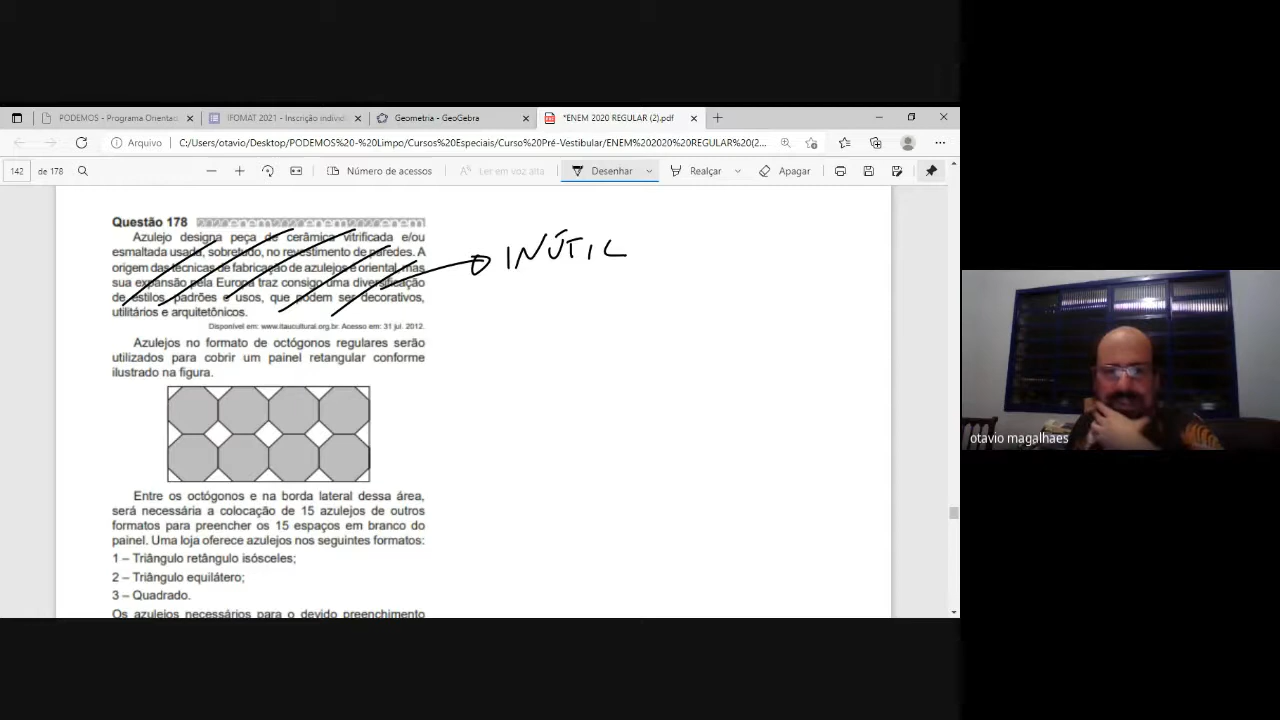 PODEMOS - Programa Orienta
IFOMAT 2021 - Inscrição individ
Geometria - GeoGebra
*ENEM 2020 REGULAR (2).pdf
Arquivo
C:/Users/otavio/Desktop/PODEMOS%20-%20Limpo/Cursos%20Especiais/Curso%20Pré-Vestibular/ENEM%202020%20REGULAR%20(2...
142 de 178
Número de acessos
Ler em voz alta
Desenhar
Realçar
Apagar
Questão 178
Azulejo designa peça de cerâmica vitrificada e/ou
esmaltada usada, sobretudo, no revestimento de paredes. A
origem das técnicas de fabricação de azulejos é oriental, mas
sua expansão pela Europa traz consigo uma diversificação
de estilos, padrões e usos, que podem ser decorativos,
utilitários e arquitetônicos.
INÚTIL
Disponível em: www.itaucultural.org.br. Acesso em: 31 jul. 2012.
Azulejos no formato de octógonos regulares serão
utilizados para cobrir um painel retangular conforme
ilustrado na figura.
Entre os octógonos e na borda lateral dessa área,
será necessária a colocação de 15 azulejos de outros
formatos para preencher os 15 espaços em branco do
painel. Uma loja oferece azulejos nos seguintes formatos:
1 – Triângulo retângulo isósceles;
2 – Triângulo equilátero;
3 – Quadrado.
Os azulejos necessários para o devido preenchimento
otavio magalhaes